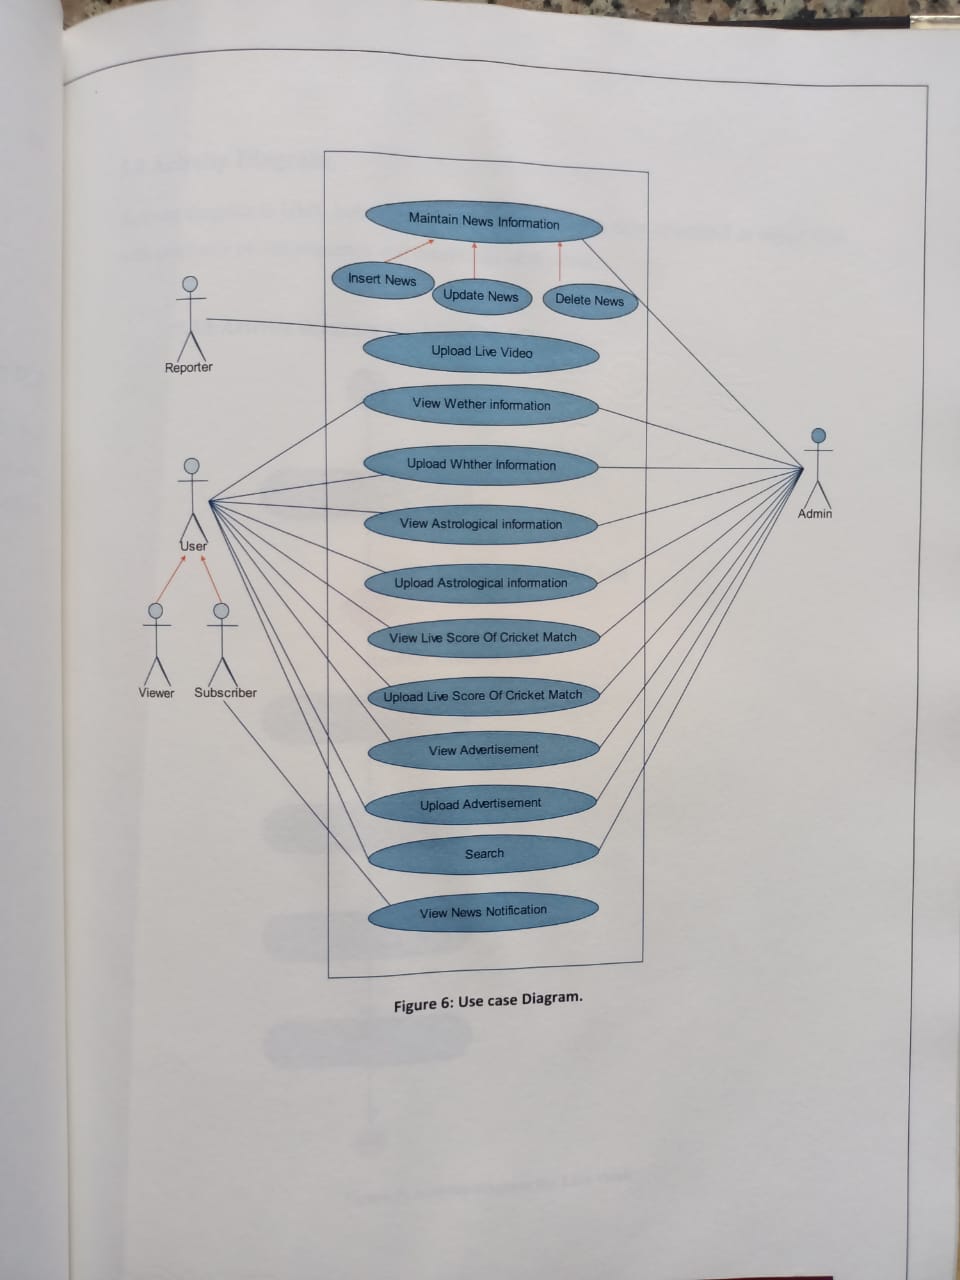 Maintain News Information
Insert News
Update News
Delete News
Reporter
Upload Live Video
View Wether information
Upload Whther Information
View Astrological information
Admin
User
Upload Astrological information
View Live Score Of Cricket Match
Viewer
Subscriber
Upload Live Score Of Cricket Match
View Advertisement
Upload Advertisement
Search
View News Notification
Figure 6: Use case Diagram.